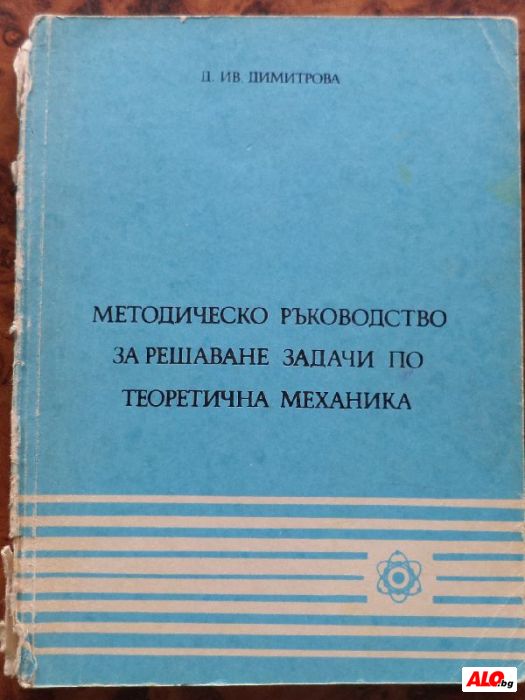 Д. ИВ. ДИМИТРОВА
МЕТОДИЧЕСКО РЪКОВОДСТВО
ЗА РЕШАВАНЕ ЗАДАЧИ ПО
ТЕОРЕТИЧНА МЕХАНИКА
ALO.bg